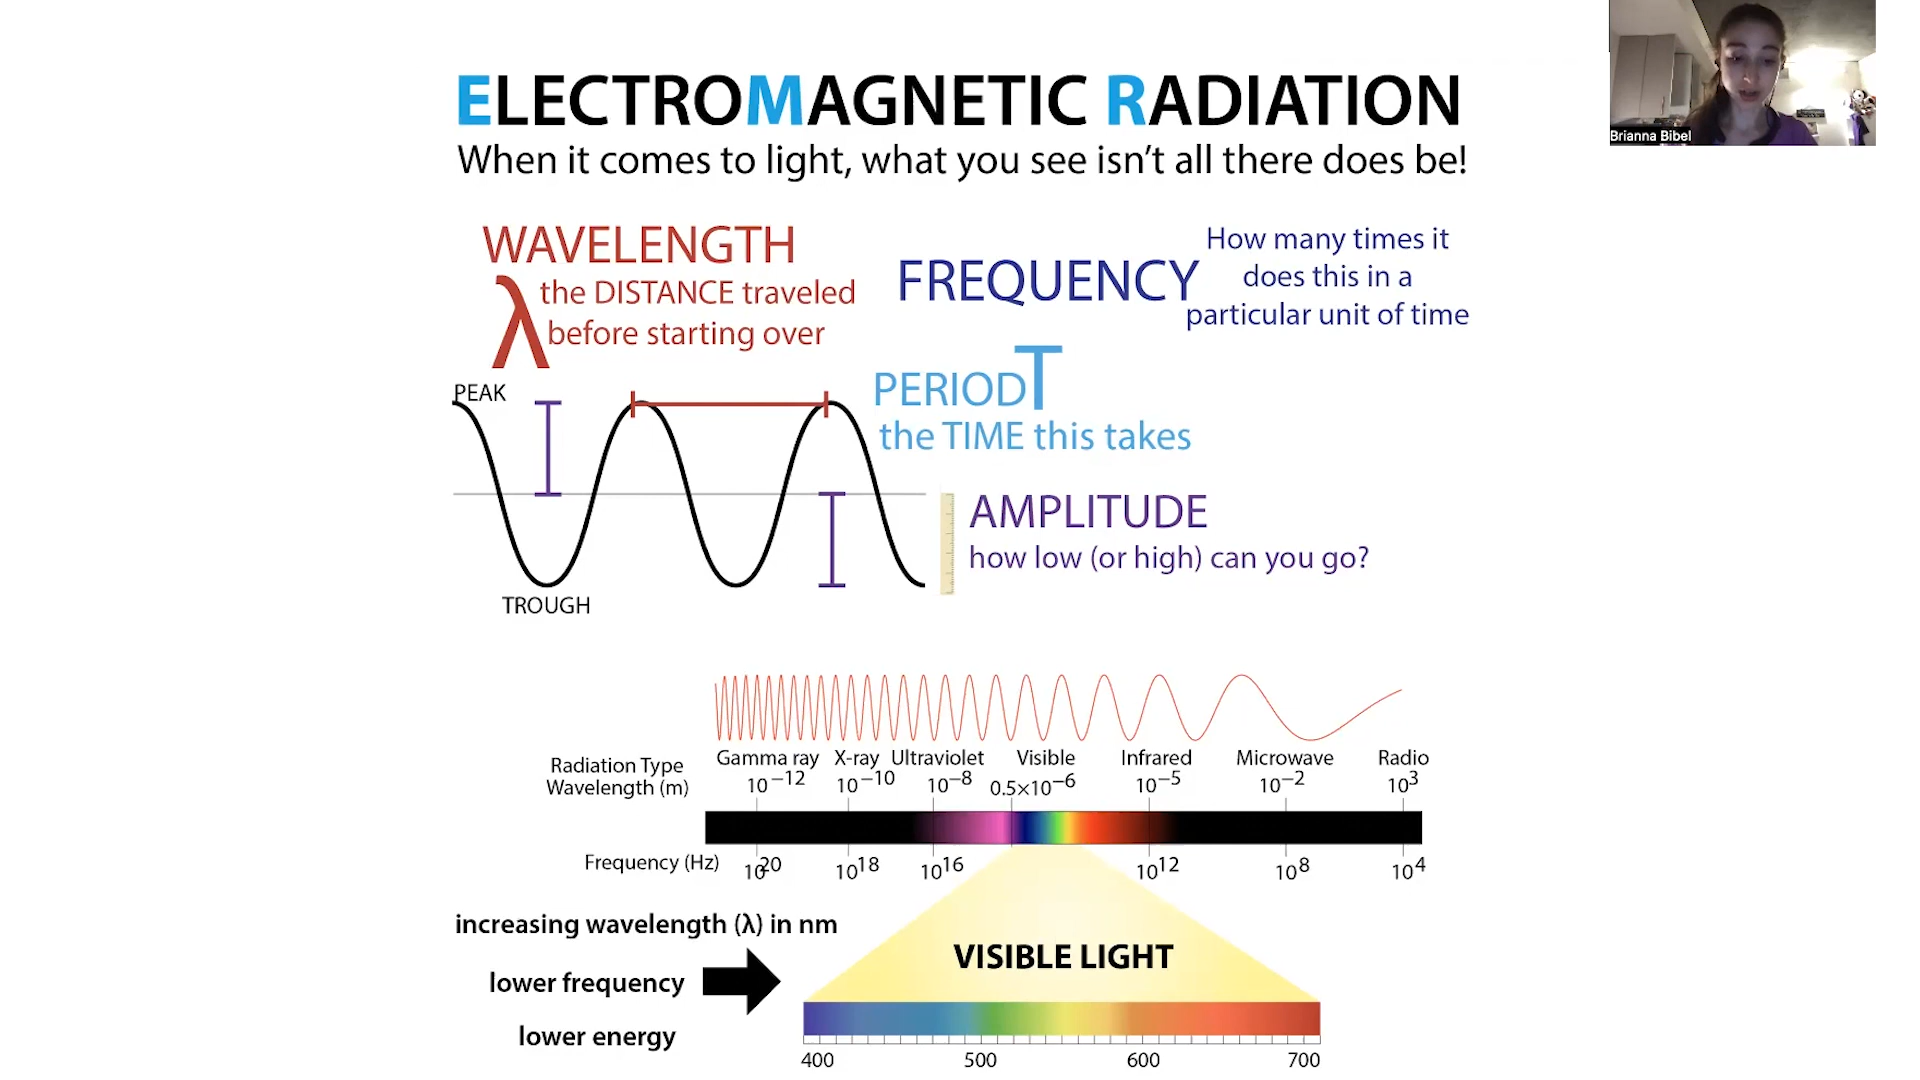 ELECTROMAGNETIC RADIATION
When it comes to light, what you see isn't all there does be!
Brianna Bibel
WAVELENGTH
λ
the DISTANCE traveled
before starting over
FREQUENCY
How many times it
does this in a
particular unit of time
PERIOD T
the TIME this takes
PEAK
TROUGH
AMPLITUDE
how low (or high) can you go?
Radiation Type
Gamma ray X-ray Ultraviolet Visible Infrared Microwave Radio
Wavelength (m)
10⁻¹² 10⁻¹⁰ 10⁻⁸ 0.5×10⁻⁶ 10⁻⁵ 10⁻² 10³
Frequency (Hz)
10²⁰ 10¹⁸ 10¹⁶ 10¹² 10⁸ 10⁴
increasing wavelength (λ) in nm
lower frequency
lower energy
VISIBLE LIGHT
400 500 600 700